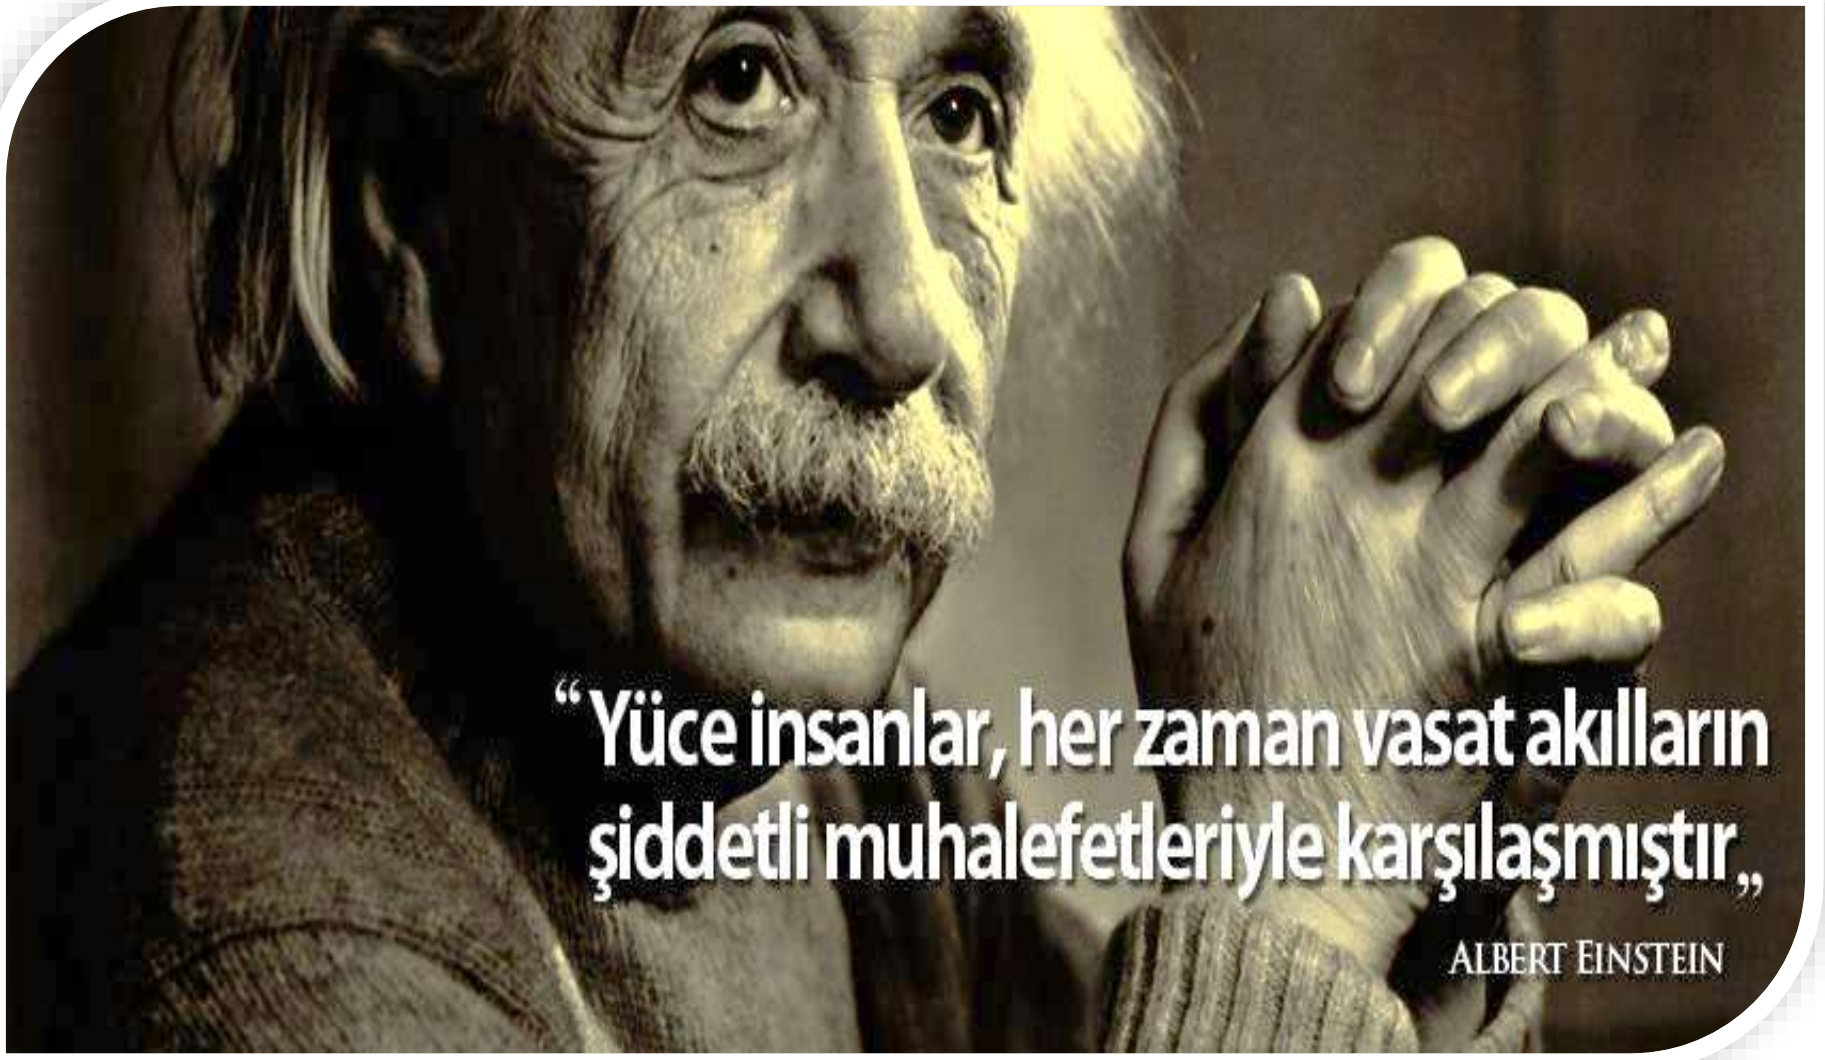 “Yüce insanlar, her zaman vasat akılların
şiddetli muhalefetleriyle karşılaşmıştır„
ALBERT EINSTEIN